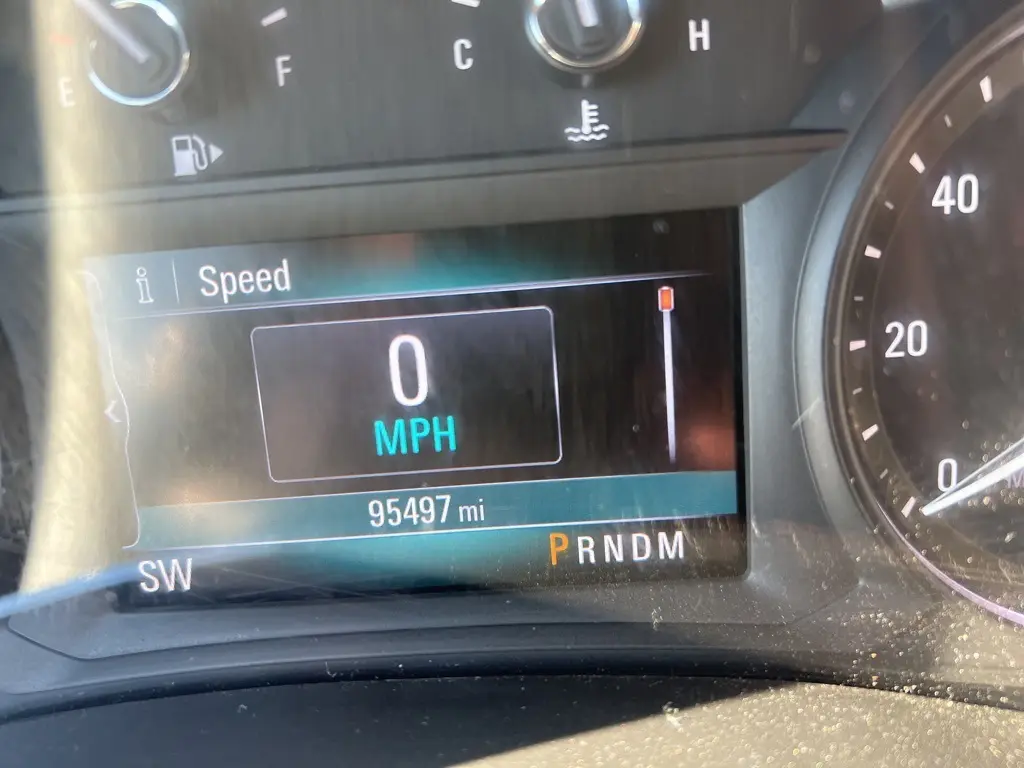 E F C H
40
Speed
20
0
MPH
0
95497 mi
PRNDM
SW